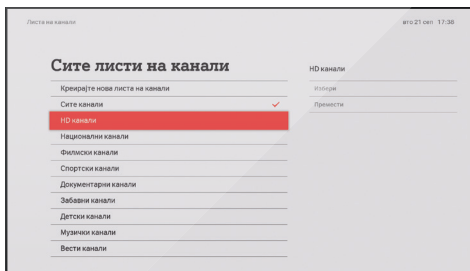 Листа на канали
вто 21 сеп 17:36
Сите листи на канали
Креирајте нова листа на канали
Сите канали
HD канали
Национални канали
Филмски канали
Спортски канали
Документарни канали
Забавни канали
Детски канали
Музички канали
Вести канали
HD канали
Избери
Премести